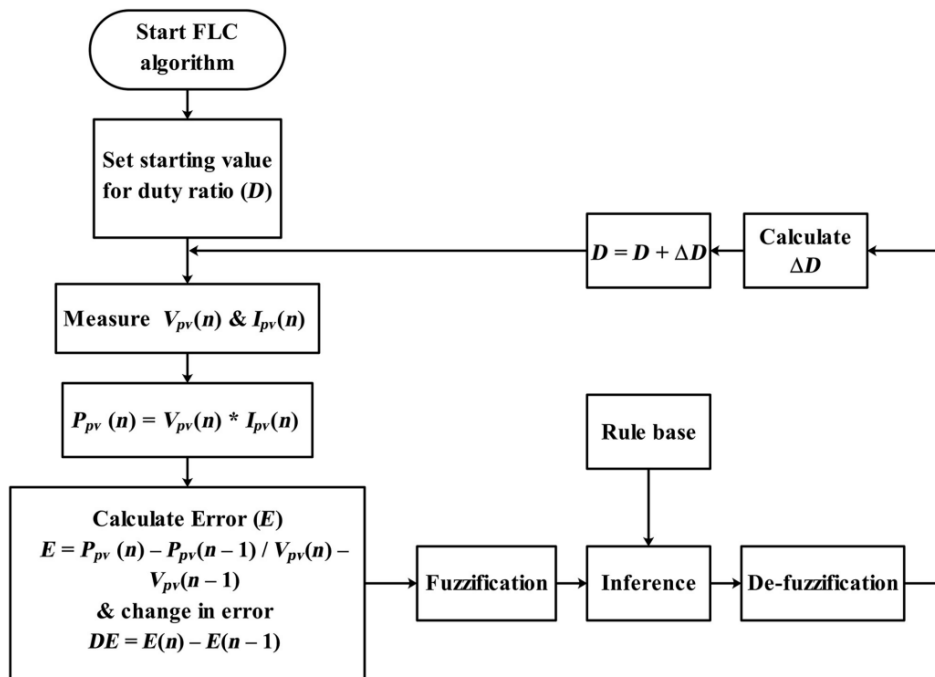 Start FLC
algorithm
Set starting value
for duty ratio (D)
D = D + ΔD
Calculate
ΔD
Measure V_pv(n) & I_pv(n)
P_pv (n) = V_pv(n) * I_pv(n)
Rule base
Calculate Error (E)
E = P_pv (n) – P_pv(n – 1) / V_pv(n) –
V_pv(n – 1)
& change in error
DE = E(n) – E(n – 1)
Fuzzification
Inference
De-fuzzification